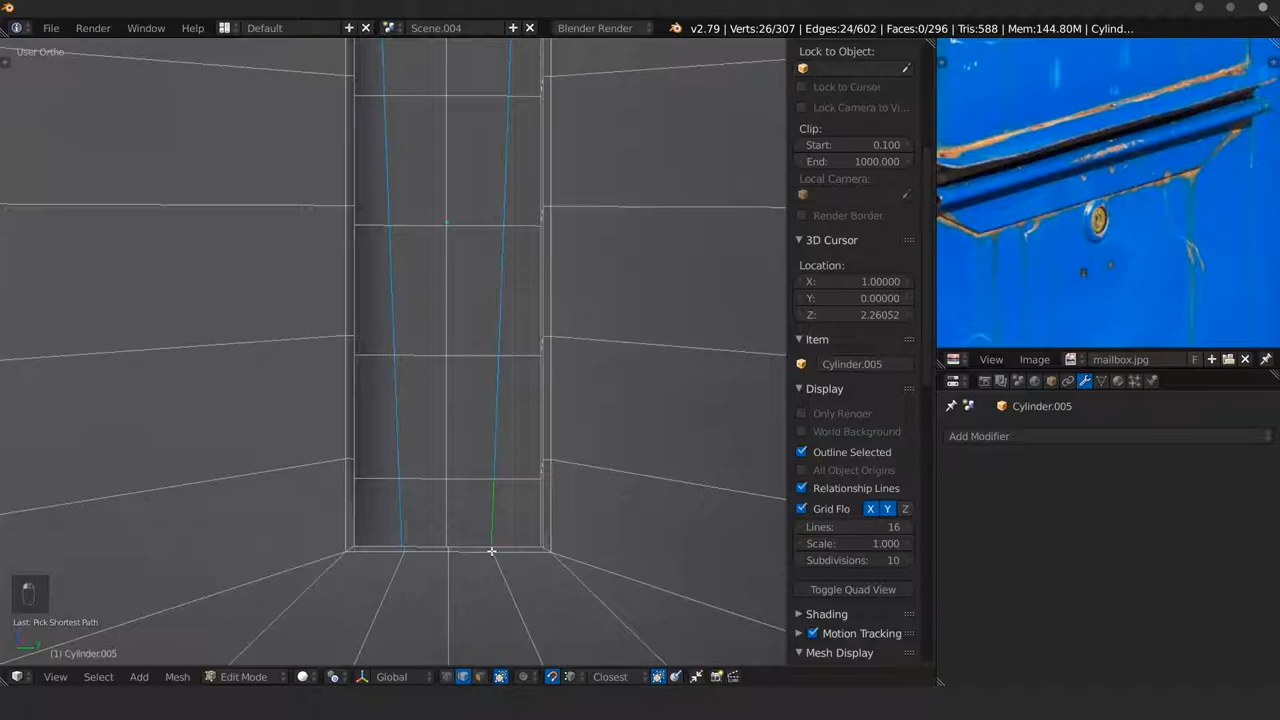 File Render Window Help Default Scene.004 Blender Render v2.79 | Verts:26/307 | Edges:24/602 | Faces:0/296 | Tris:588 | Mem:144.80M | Cylind...
User Ortho
Lock to Object:
Lock to Cursor
Lock Camera to Vi...
Clip:
Start: 0.100
End: 1000.000
Local Camera:
Render Border
3D Cursor
Location:
X: 1.00000
Y: 0.00000
Z: 2.26052
Item
Cylinder.005
Display
Only Render
World Background
Outline Selected
All Object Origins
Relationship Lines
Grid Flo X Y Z
Lines: 16
Scale: 1.000
Subdivisions: 10
Toggle Quad View
Shading
Motion Tracking
Mesh Display
View Image mailbox.jpg F
Cylinder.005
Add Modifier
Last: Pick Shortest Path
(1) Cylinder.005
View Select Add Mesh Edit Mode Global Closest